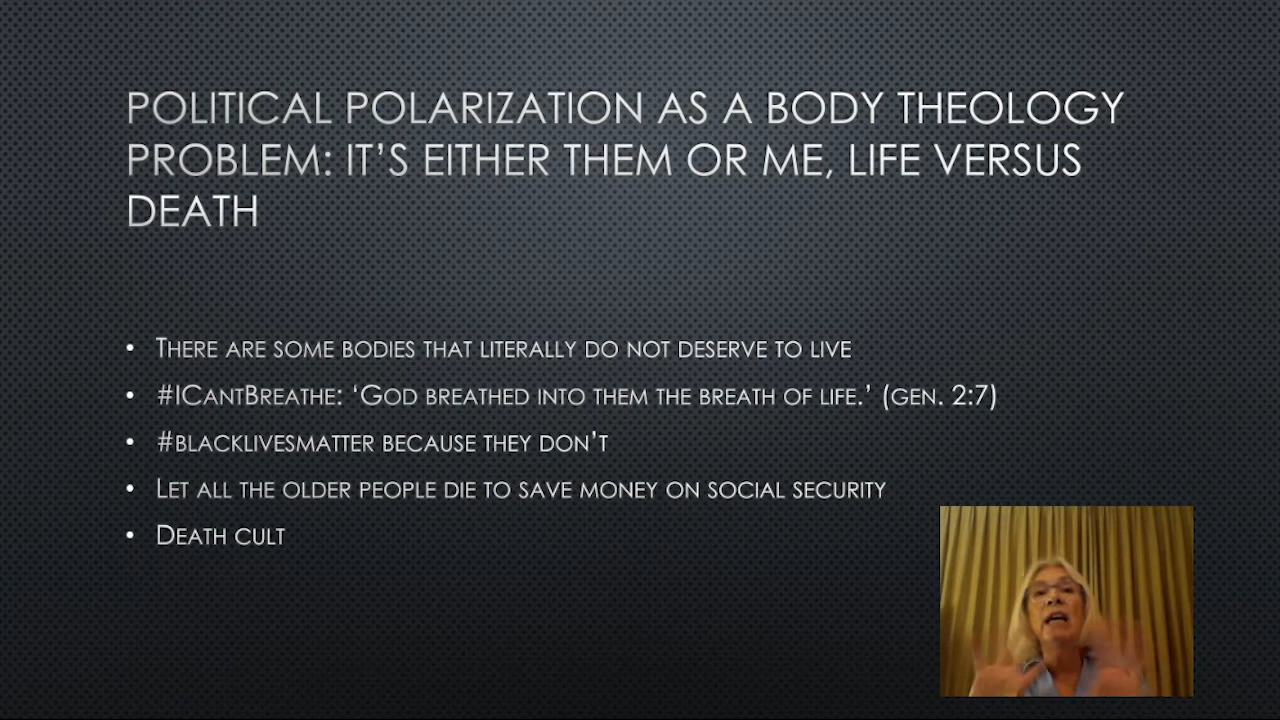 POLITICAL POLARIZATION AS A BODY THEOLOGY
PROBLEM: IT’S EITHER THEM OR ME, LIFE VERSUS
DEATH
• THERE ARE SOME BODIES THAT LITERALLY DO NOT DESERVE TO LIVE
• #ICANTBREATHE: ‘GOD BREATHED INTO THEM THE BREATH OF LIFE.’ (GEN. 2:7)
• #BLACKLIVESMATTER BECAUSE THEY DON’T
• LET ALL THE OLDER PEOPLE DIE TO SAVE MONEY ON SOCIAL SECURITY
• DEATH CULT